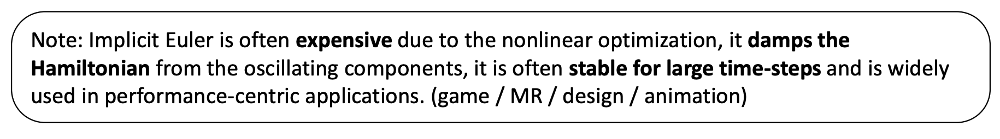 Note: Implicit Euler is often expensive due to the nonlinear optimization, it damps the
Hamiltonian from the oscillating components, it is often stable for large time-steps and is widely
used in performance-centric applications. (game / MR / design / animation)